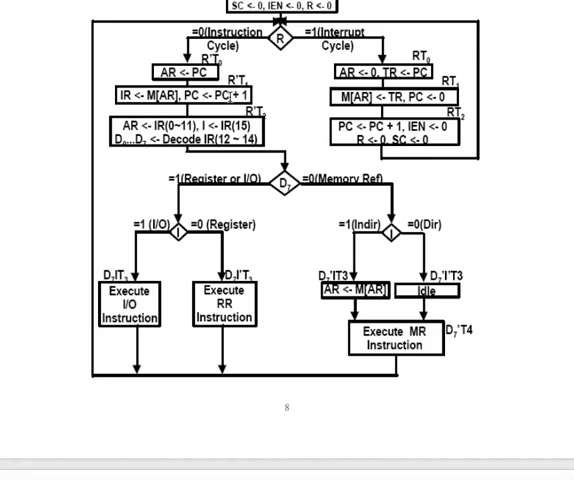 SC <- 0, IEN <- 0, R <- 0
=0(Instruction Cycle)
R
=1(Interrupt Cycle)
R'T₀
AR <- PC
RT₀
AR <- 0, TR <- PC
R'T₁
IR <- M[AR], PC <- PC + 1
RT₁
M[AR] <- TR, PC <- 0
R'T₂
AR <- IR(0~11), I <- IR(15)
D₀...D₇ <- Decode IR(12 ~ 14)
RT₂
PC <- PC + 1, IEN <- 0
R <- 0, SC <- 0
=1(Register or I/O)
D₇
=0(Memory Ref)
=1 (I/O)
I
=0 (Register)
=1(Indir)
I
=0(Dir)
D₇IT₃
Execute
I/O
Instruction
D₇I'T₃
Execute
RR
Instruction
D₇'IT3
AR <- M[AR]
D₇'I'T3
Idle
Execute MR
Instruction
D₇'T4
8